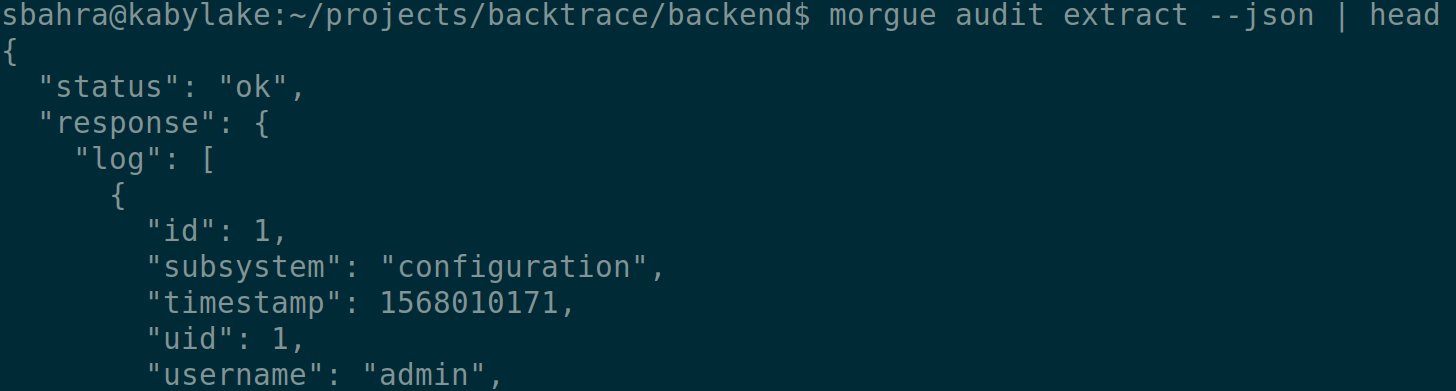 sbahra@kabylake:~/projects/backtrace/backend$ morgue audit extract --json | head
{
  "status": "ok",
  "response": {
    "log": [
      {
        "id": 1,
        "subsystem": "configuration",
        "timestamp": 1568010171,
        "uid": 1,
        "username": "admin",